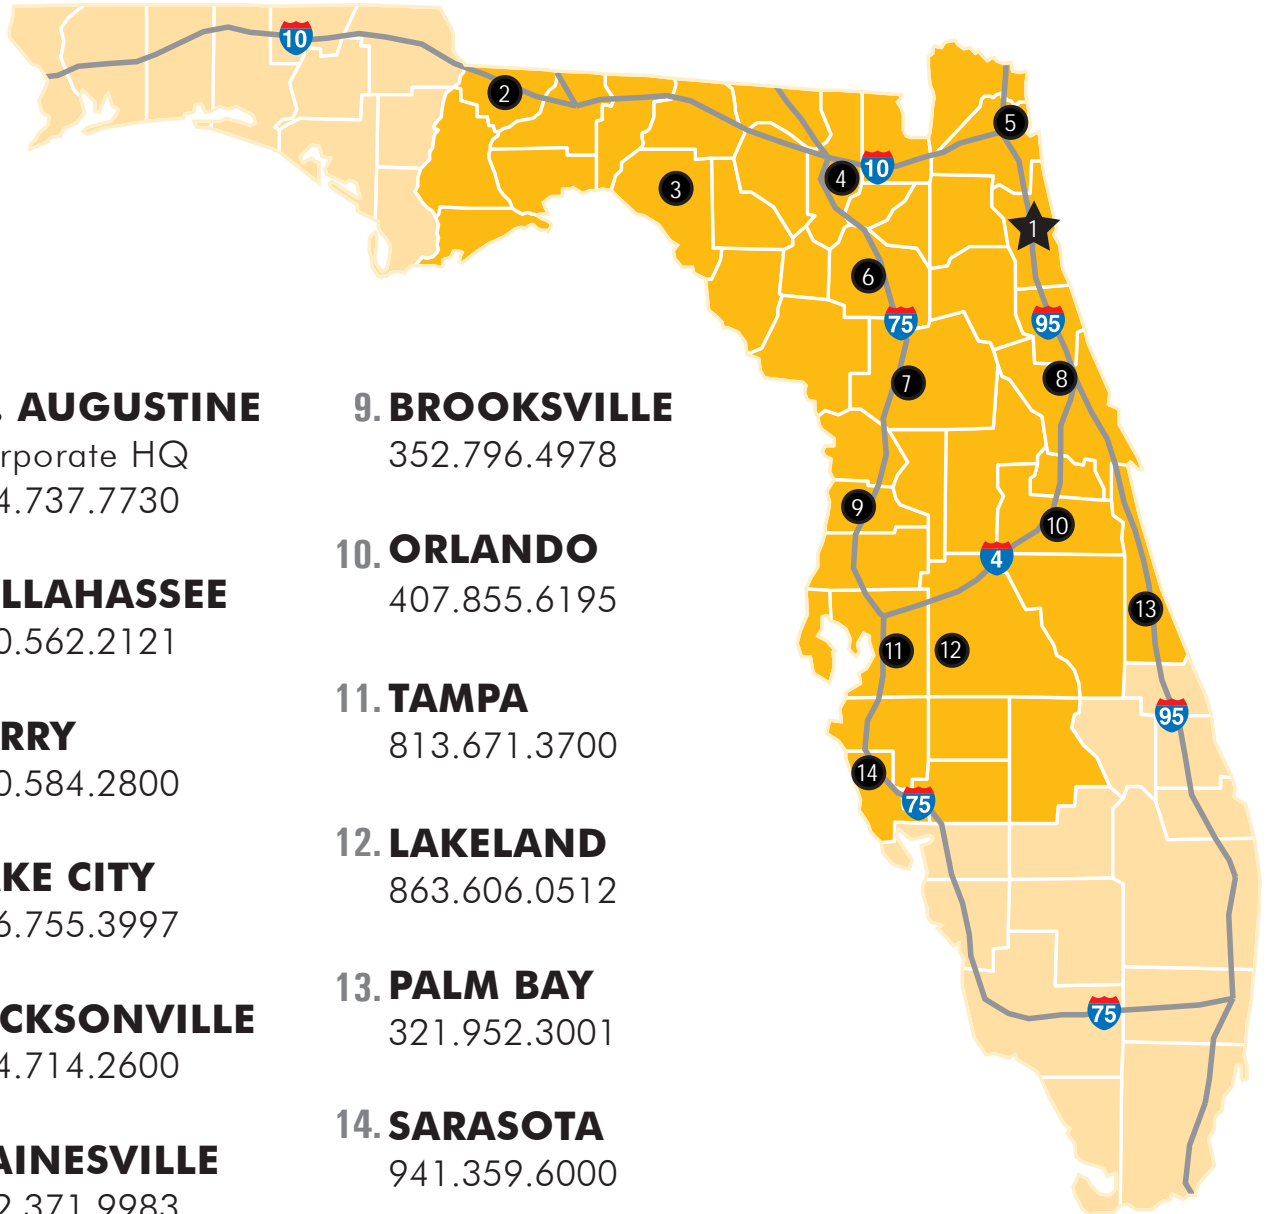 . AUGUSTINE
rporate HQ
4.737.7730
LLAHASSEE
0.562.2121
RRY
0.584.2800
KE CITY
6.755.3997
CKSONVILLE
4.714.2600
AINESVILLE
2.371.9983
9. BROOKSVILLE
352.796.4978
10. ORLANDO
407.855.6195
11. TAMPA
813.671.3700
12. LAKELAND
863.606.0512
13. PALM BAY
321.952.3001
14. SARASOTA
941.359.6000
10
2
5
3
4
10
1
6
75
95
7
8
9
10
4
13
11
12
95
14
75
75